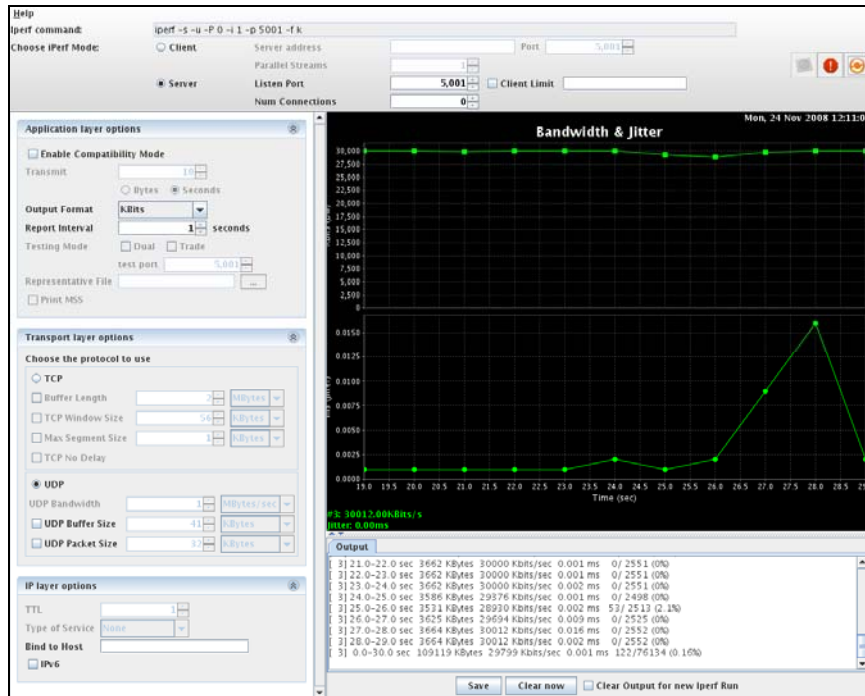 Help
Iperf command: iperf -s -u -P 0 -i 1 -p 5001 -f k
Choose iPerf Mode: Client Server address Port 5,001
Parallel Streams 1
Server Listen Port 5,001 Client Limit
Num Connections 0
Application layer options
Enable Compatibility Mode
Transmit 10
Bytes Seconds
Output Format KBits
Report Interval 1 seconds
Testing Mode Dual Trade
test port 5,001
Representative File ...
Print MSS
Transport layer options
Choose the protocol to use
TCP
Buffer Length 2 MBytes
TCP Window Size 56 KBytes
Max Segment Size 1 KBytes
TCP No Delay
UDP
UDP Bandwidth 1 MBytes/sec
UDP Buffer Size 41 KBytes
UDP Packet Size 32 KBytes
IP layer options
TTL 1
Type of Service None
Bind to Host
IPv6
Mon, 24 Nov 2008 12:11:0
Bandwidth & Jitter
30,000
27,500
25,000
22,500
20,000
17,500
15,000
12,500
10,000
7,500
5,000
2,500
0
0.0150
0.0125
0.0100
0.0075
0.0050
0.0025
0.0000
19.0 19.5 20.0 20.5 21.0 21.5 22.0 22.5 23.0 23.5 24.0 24.5 25.0 25.5 26.0 26.5 27.0 27.5 28.0 28.5 29.
Time (sec)
#3: 30012.00KBits/s
Jitter: 0.00ms
Output
[ 3] 21.0-22.0 sec 3662 KBytes 30000 Kbits/sec 0.001 ms 0/ 2551 (0%)
[ 3] 22.0-23.0 sec 3662 KBytes 30000 Kbits/sec 0.001 ms 0/ 2551 (0%)
[ 3] 23.0-24.0 sec 3662 KBytes 30000 Kbits/sec 0.002 ms 0/ 2551 (0%)
[ 3] 24.0-25.0 sec 3586 KBytes 29376 Kbits/sec 0.001 ms 0/ 2498 (0%)
[ 3] 25.0-26.0 sec 3531 KBytes 28930 Kbits/sec 0.002 ms 53/ 2513 (2.1%)
[ 3] 26.0-27.0 sec 3625 KBytes 29694 Kbits/sec 0.009 ms 0/ 2525 (0%)
[ 3] 27.0-28.0 sec 3664 KBytes 30012 Kbits/sec 0.016 ms 0/ 2552 (0%)
[ 3] 28.0-29.0 sec 3664 KBytes 30012 Kbits/sec 0.002 ms 0/ 2552 (0%)
[ 3] 0.0-30.0 sec 109119 KBytes 29799 Kbits/sec 0.001 ms 122/76134 (0.16%)
Save Clear now Clear Output for new Iperf Run